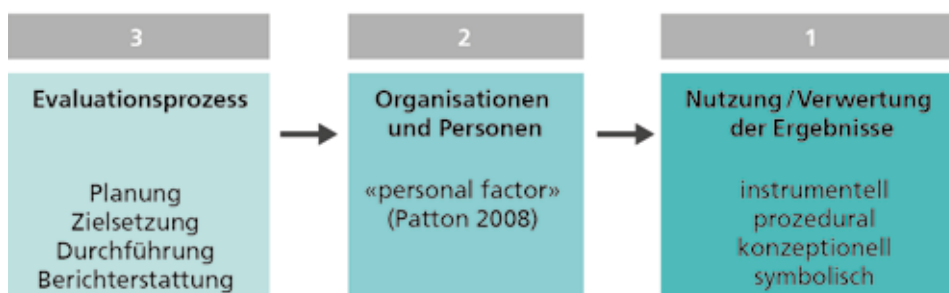 3
Evaluationsprozess
Planung
Zielsetzung
Durchführung
Berichterstattung
2
Organisationen
und Personen
«personal factor»
(Patton 2008)
1
Nutzung/Verwertung
der Ergebnisse
instrumentell
prozedural
konzeptionell
symbolisch